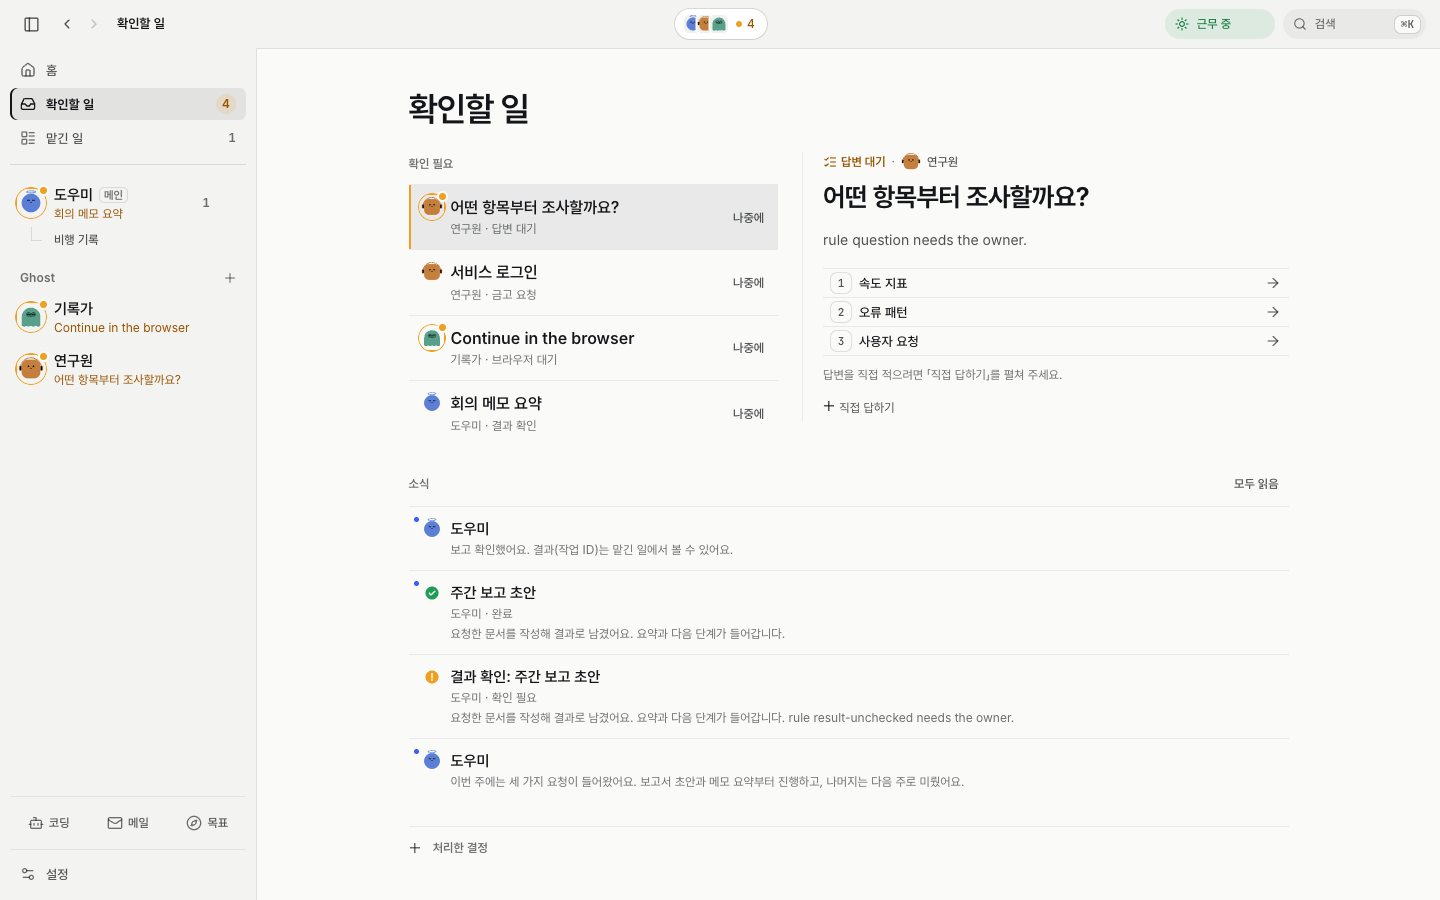 확인할 일
4
근무 중
검색
⌘K
홈
확인할 일
4
맡긴 일
1
도우미 메인
회의 메모 요약
1
비행 기록
Ghost
기록가
Continue in the browser
연구원
어떤 항목부터 조사할까요?
코딩
메일
목표
설정
확인할 일
확인 필요
어떤 항목부터 조사할까요?
연구원 · 답변 대기
나중에
서비스 로그인
연구원 · 금고 요청
나중에
Continue in the browser
기록가 · 브라우저 대기
나중에
회의 메모 요약
도우미 · 결과 확인
나중에
답변 대기 · 연구원
어떤 항목부터 조사할까요?
rule question needs the owner.
1 속도 지표
2 오류 패턴
3 사용자 요청
답변을 직접 적으려면 「직접 답하기」를 펼쳐 주세요.
직접 답하기
소식
모두 읽음
도우미
보고 확인했어요. 결과(작업 ID)는 맡긴 일에서 볼 수 있어요.
주간 보고 초안
도우미 · 완료
요청한 문서를 작성해 결과로 남겼어요. 요약과 다음 단계가 들어갑니다.
결과 확인: 주간 보고 초안
도우미 · 확인 필요
요청한 문서를 작성해 결과로 남겼어요. 요약과 다음 단계가 들어갑니다. rule result-unchecked needs the owner.
도우미
이번 주에는 세 가지 요청이 들어왔어요. 보고서 초안과 메모 요약부터 진행하고, 나머지는 다음 주로 미뤘어요.
처리한 결정